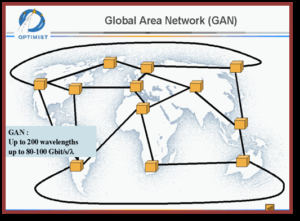 Global Area Network (GAN)
OPTIMIST
GAN :
Up to 200 wavelengths
up to 80-100 Gbit/s/λ